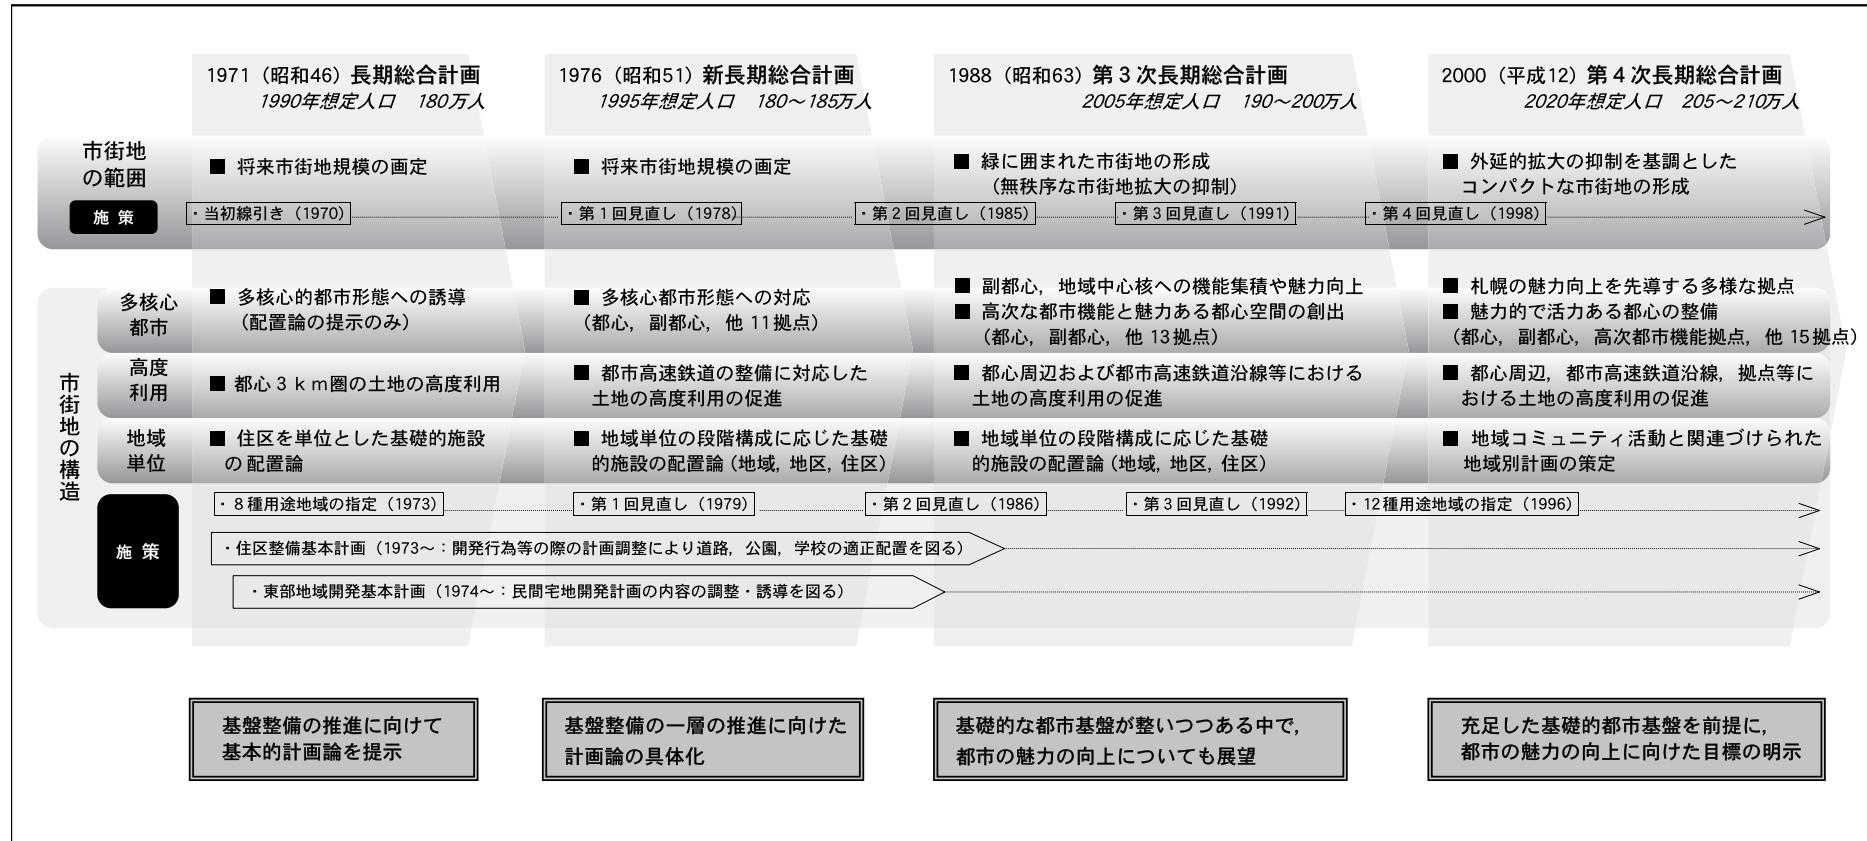 1971（昭和46）長期総合計画
1990年想定人口　180万人
1976（昭和51）新長期総合計画
1995年想定人口　180～185万人
1988（昭和63）第３次長期総合計画
2005年想定人口　190～200万人
2000（平成12）第４次長期総合計画
2020年想定人口　205～210万人
市街地
の範囲
■ 将来市街地規模の画定
■ 将来市街地規模の画定
■ 緑に囲まれた市街地の形成
（無秩序な市街地拡大の抑制）
■ 外延的拡大の抑制を基調とした
コンパクトな市街地の形成
施 策
・当初線引き（1970）
・第１回見直し（1978）
・第２回見直し（1985）
・第３回見直し（1991）
・第４回見直し（1998）
市街地の構造
多核心
都市
■ 多核心的都市形態への誘導
（配置論の提示のみ）
■ 多核心都市形態への対応
（都心，副都心，他 11拠点）
■ 副都心，地域中心核への機能集積や魅力向上
■ 高次な都市機能と魅力ある都心空間の創出
（都心，副都心，他 13拠点）
■ 札幌の魅力向上を先導する多様な拠点
■ 魅力的で活力ある都心の整備
（都心，副都心，高次都市機能拠点，他 15拠点）
高度
利用
■ 都心３ｋｍ圏の土地の高度利用
■ 都市高速鉄道の整備に対応した
土地の高度利用の促進
■ 都心周辺および都市高速鉄道沿線等における
土地の高度利用の促進
■ 都心周辺，都市高速鉄道沿線，拠点等に
おける土地の高度利用の促進
地域
単位
■ 住区を単位とした基礎的施設
の配置論
■ 地域単位の段階構成に応じた基礎
的施設の配置論（地域，地区，住区）
■ 地域単位の段階構成に応じた基礎
的施設の配置論（地域，地区，住区）
■ 地域コミュニティ活動と関連づけられた
地域別計画の策定
施 策
・８種用途地域の指定（1973）
・第１回見直し（1979）
・第２回見直し（1986）
・第３回見直し（1992）
・12種用途地域の指定（1996）
・住区整備基本計画（1973～：開発行為等の際の計画調整により道路，公園，学校の適正配置を図る）
・東部地域開発基本計画（1974～：民間宅地開発計画の内容の調整・誘導を図る）
基盤整備の推進に向けて
基本的計画論を提示
基盤整備の一層の推進に向けた
計画論の具体化
基礎的な都市基盤が整いつつある中で，
都市の魅力の向上についても展望
充足した基礎的都市基盤を前提に，
都市の魅力の向上に向けた目標の明示